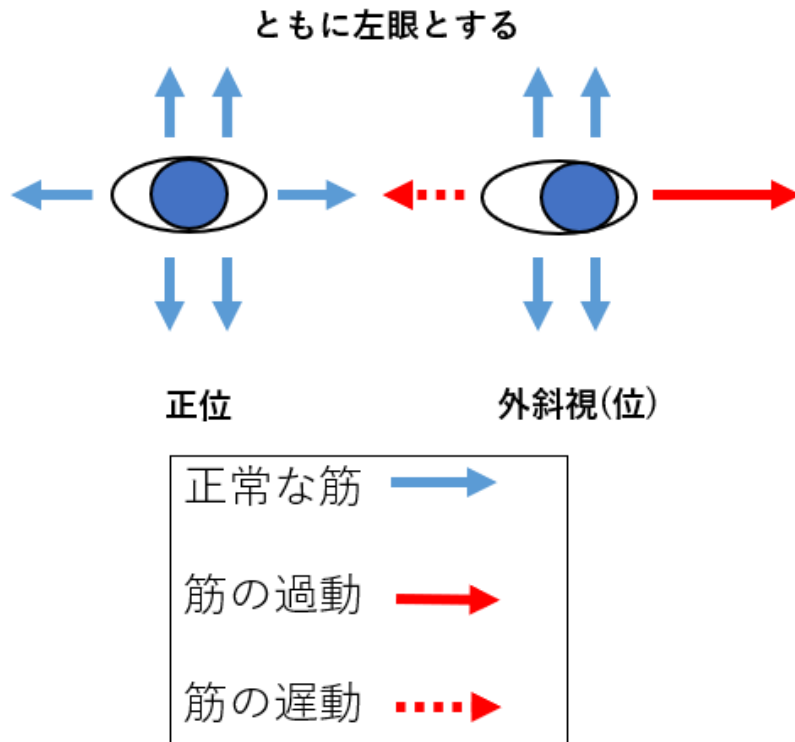 ともに左眼とする
正位
外斜視(位)
正常な筋
筋の過動
筋の遅動